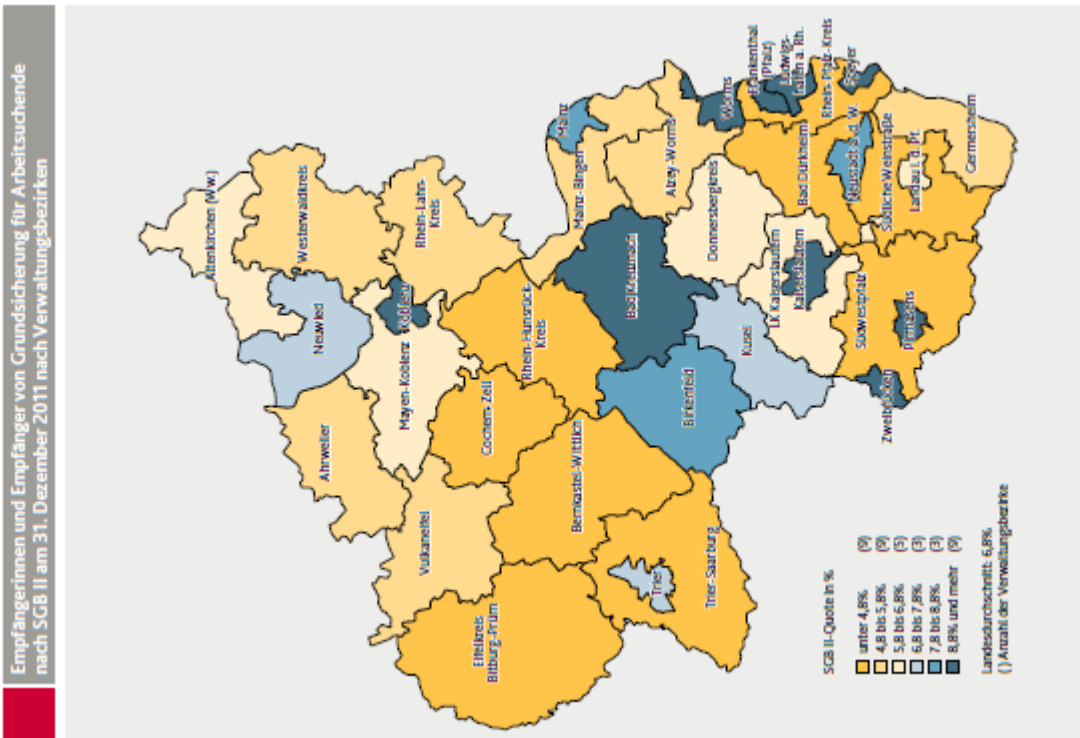 Empfängerinnen und Empfänger von Grundsicherung für Arbeitsuchende
nach SGB II am 31. Dezember 2011 nach Verwaltungsbezirken
Altenkirchen (Ww.)
Westerwaldkreis
Neuwied
Ahrweiler
Rhein-Lahn-
Kreis
Koblenz
Mayen-Koblenz
Vulkaneifel
Cochem-Zell
Rhein-Hunsrück-
Kreis
Eifelkreis
Bitburg-Prüm
Bernkastel-Wittlich
Mainz
Mainz-Bingen
Alzey-Worms
Worms
Bad Kreuznach
Birkenfeld
Trier
Trier-Saarburg
Donnersbergkreis
Kusel
LK Kaiserslautern
Kaiserslautern
Bad Dürkheim
Frankenthal
(Pfalz)
Ludwigs-
hafen a. Rh.
Rhein-Pfalz-Kreis
Speyer
Neustadt a. d. W.
Südliche Weinstraße
Landau i. d. Pf.
Germersheim
Südwestpfalz
Pirmasens
Zweibrücken
SGB II-Quote in %
unter 4,8% (9)
4,8 bis 5,8% (9)
5,8 bis 6,8% (5)
6,8 bis 7,8% (3)
7,8 bis 8,8% (3)
8,8% und mehr (9)
Landesdurchschnitt: 6,8%
( ) Anzahl der Verwaltungsbezirke